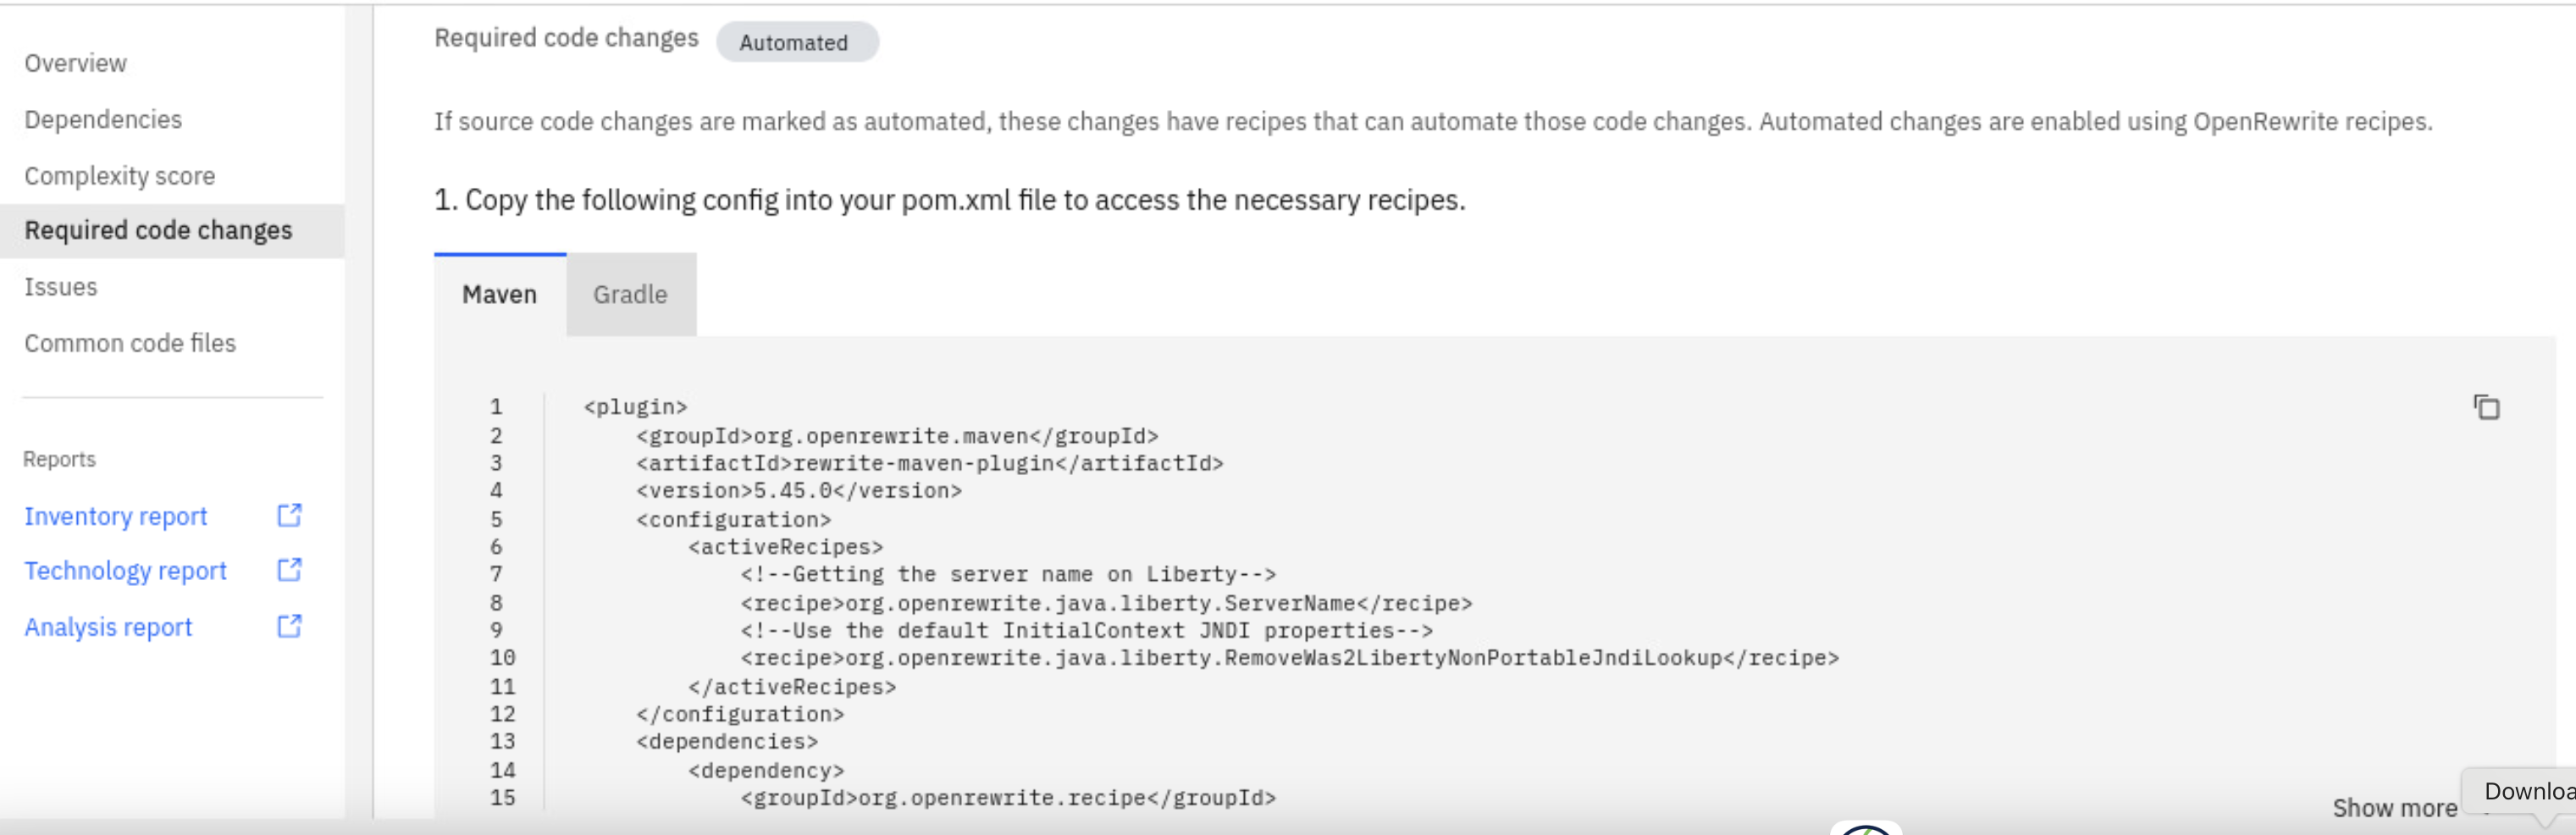 Overview
Dependencies
Complexity score
Required code changes
Issues
Common code files
Reports
Inventory report
Technology report
Analysis report
Required code changes Automated
If source code changes are marked as automated, these changes have recipes that can automate those code changes. Automated changes are enabled using OpenRewrite recipes.
1. Copy the following config into your pom.xml file to access the necessary recipes.
Maven Gradle
1 <plugin>
2 <groupId>org.openrewrite.maven</groupId>
3 <artifactId>rewrite-maven-plugin</artifactId>
4 <version>5.45.0</version>
5 <configuration>
6 <activeRecipes>
7 <!--Getting the server name on Liberty-->
8 <recipe>org.openrewrite.java.liberty.ServerName</recipe>
9 <!--Use the default InitialContext JNDI properties-->
10 <recipe>org.openrewrite.java.liberty.RemoveWas2LibertyNonPortableJndiLookup</recipe>
11 </activeRecipes>
12 </configuration>
13 <dependencies>
14 <dependency>
15 <groupId>org.openrewrite.recipe</groupId>
Show more